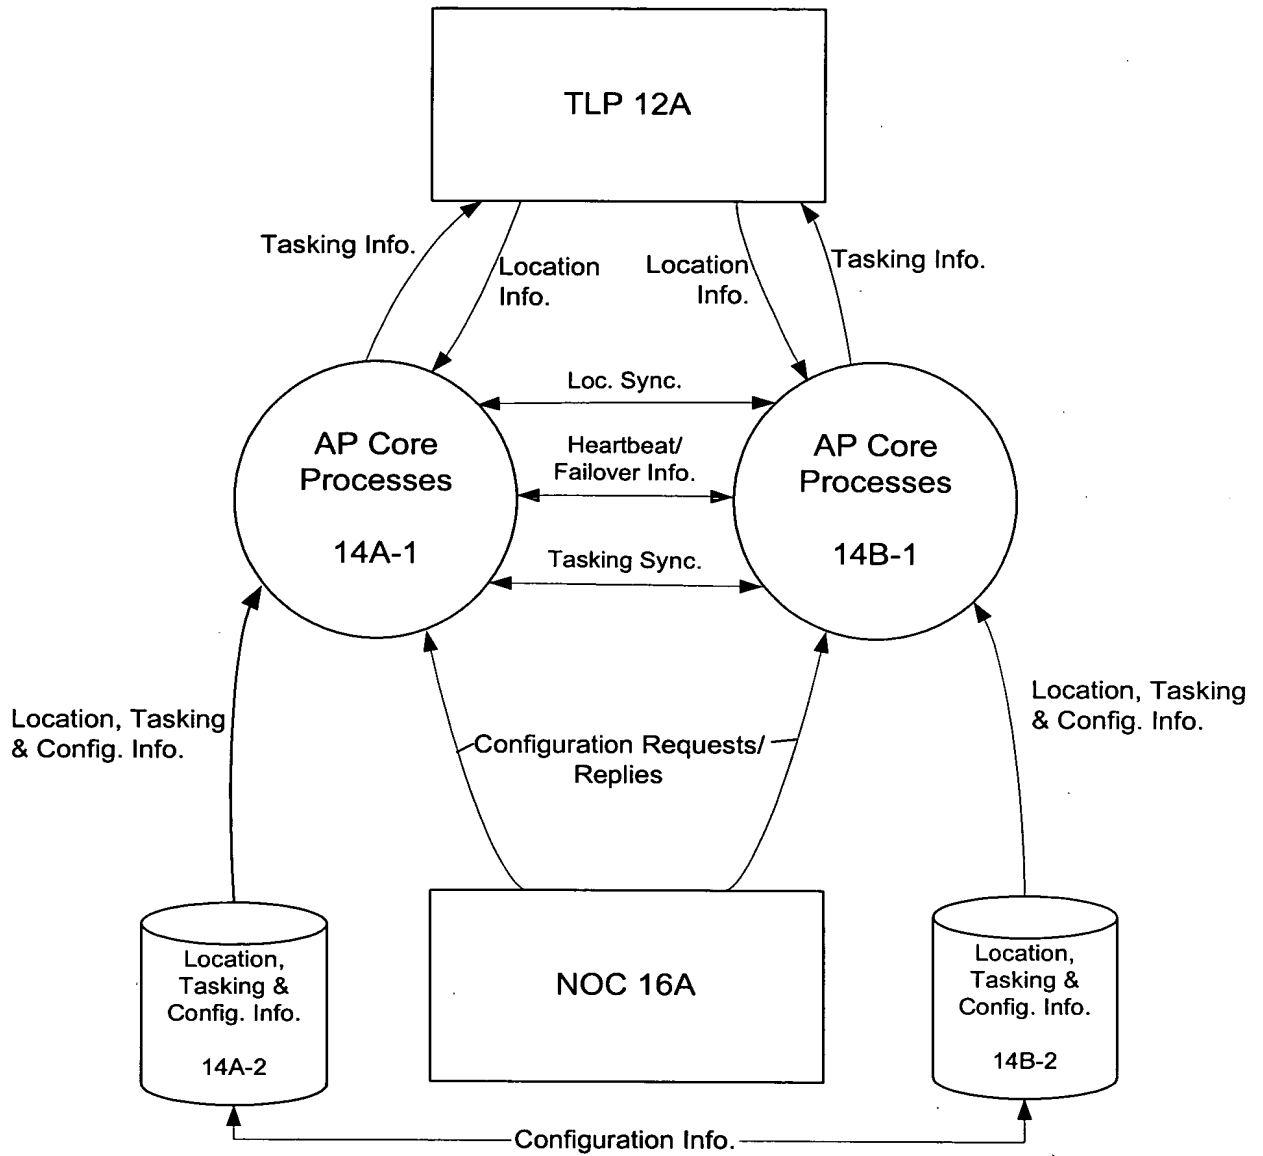 TLP 12A
Tasking Info.
Location
Info.
Location
Info.
Tasking Info.
Loc. Sync.
AP Core
Processes
14A-1
Heartbeat/
Failover Info.
AP Core
Processes
14B-1
Tasking Sync.
Location, Tasking
& Config. Info.
Configuration Requests/
Replies
Location, Tasking
& Config. Info.
Location,
Tasking &
Config. Info.
14A-2
NOC 16A
Location,
Tasking &
Config. Info.
14B-2
Configuration Info.